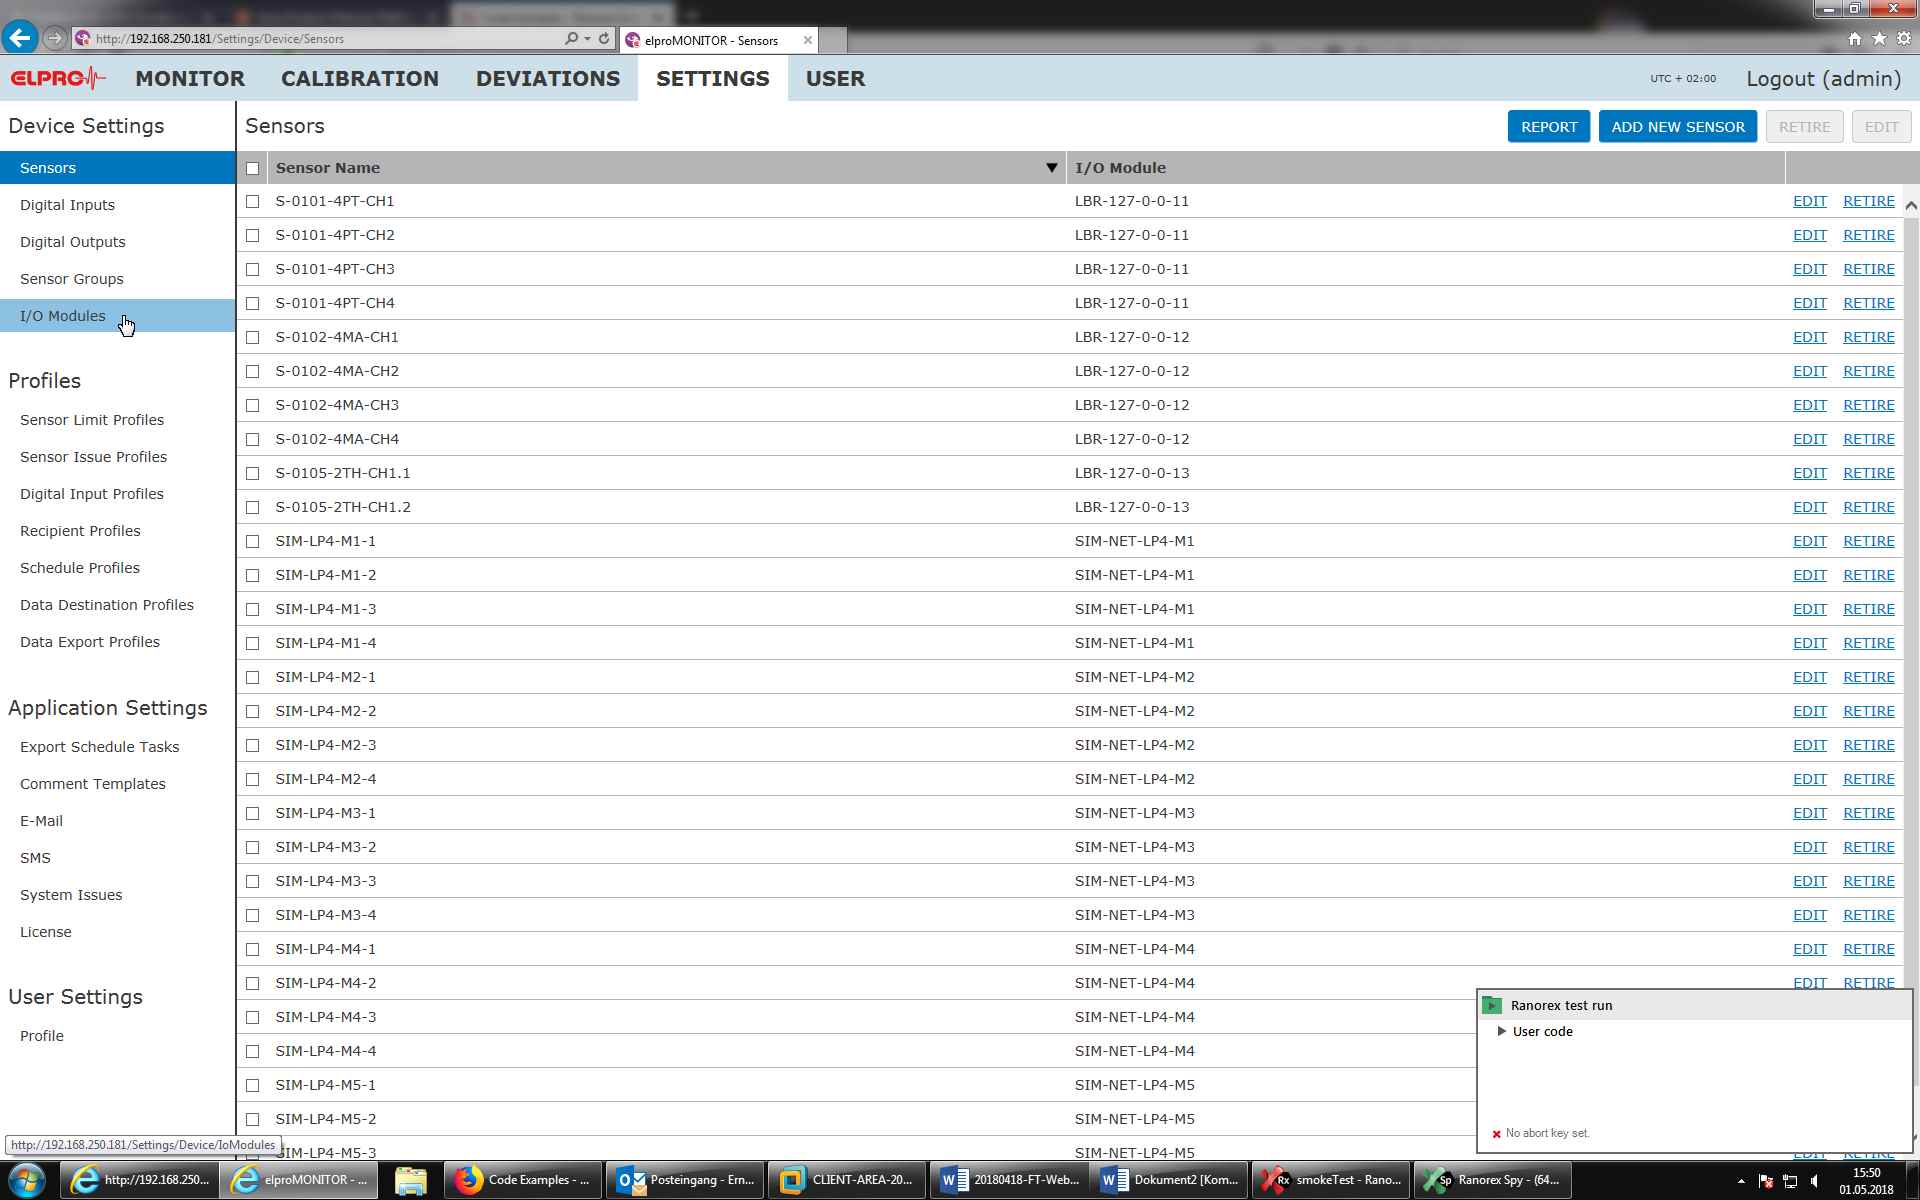 http://192.168.250.181/Settings/Device/Sensors
elproMONITOR - Sensors
ELPRO
MONITOR
CALIBRATION
DEVIATIONS
SETTINGS
USER
UTC + 02:00
Logout (admin)
Device Settings
Sensors
Digital Inputs
Digital Outputs
Sensor Groups
I/O Modules
Profiles
Sensor Limit Profiles
Sensor Issue Profiles
Digital Input Profiles
Recipient Profiles
Schedule Profiles
Data Destination Profiles
Data Export Profiles
Application Settings
Export Schedule Tasks
Comment Templates
E-Mail
SMS
System Issues
License
User Settings
Profile
http://192.168.250.181/Settings/Device/IoModules
Sensors
REPORT
ADD NEW SENSOR
RETIRE
EDIT
Sensor Name I/O Module
S-0101-4PT-CH1 LBR-127-0-0-11 EDIT RETIRE
S-0101-4PT-CH2 LBR-127-0-0-11 EDIT RETIRE
S-0101-4PT-CH3 LBR-127-0-0-11 EDIT RETIRE
S-0101-4PT-CH4 LBR-127-0-0-11 EDIT RETIRE
S-0102-4MA-CH1 LBR-127-0-0-12 EDIT RETIRE
S-0102-4MA-CH2 LBR-127-0-0-12 EDIT RETIRE
S-0102-4MA-CH3 LBR-127-0-0-12 EDIT RETIRE
S-0102-4MA-CH4 LBR-127-0-0-12 EDIT RETIRE
S-0105-2TH-CH1.1 LBR-127-0-0-13 EDIT RETIRE
S-0105-2TH-CH1.2 LBR-127-0-0-13 EDIT RETIRE
SIM-LP4-M1-1 SIM-NET-LP4-M1 EDIT RETIRE
SIM-LP4-M1-2 SIM-NET-LP4-M1 EDIT RETIRE
SIM-LP4-M1-3 SIM-NET-LP4-M1 EDIT RETIRE
SIM-LP4-M1-4 SIM-NET-LP4-M1 EDIT RETIRE
SIM-LP4-M2-1 SIM-NET-LP4-M2 EDIT RETIRE
SIM-LP4-M2-2 SIM-NET-LP4-M2 EDIT RETIRE
SIM-LP4-M2-3 SIM-NET-LP4-M2 EDIT RETIRE
SIM-LP4-M2-4 SIM-NET-LP4-M2 EDIT RETIRE
SIM-LP4-M3-1 SIM-NET-LP4-M3 EDIT RETIRE
SIM-LP4-M3-2 SIM-NET-LP4-M3 EDIT RETIRE
SIM-LP4-M3-3 SIM-NET-LP4-M3 EDIT RETIRE
SIM-LP4-M3-4 SIM-NET-LP4-M3 EDIT RETIRE
SIM-LP4-M4-1 SIM-NET-LP4-M4 EDIT RETIRE
SIM-LP4-M4-2 SIM-NET-LP4-M4 EDIT RETIRE
SIM-LP4-M4-3 SIM-NET-LP4-M4
SIM-LP4-M4-4 SIM-NET-LP4-M4
SIM-LP4-M5-1 SIM-NET-LP4-M5
SIM-LP4-M5-2 SIM-NET-LP4-M5
SIM-LP4-M5-3 SIM-NET-LP4-M5 EDIT RETIRE
Ranorex test run
User code
No abort key set.
http://192.168.250...
elproMONITOR - ...
Code Examples - ...
Posteingang - Ern...
CLIENT-AREA-20...
20180418-FT-Web...
Dokument2 [Kom...
smokeTest - Rano...
Ranorex Spy - (64...
15:50
01.05.2018